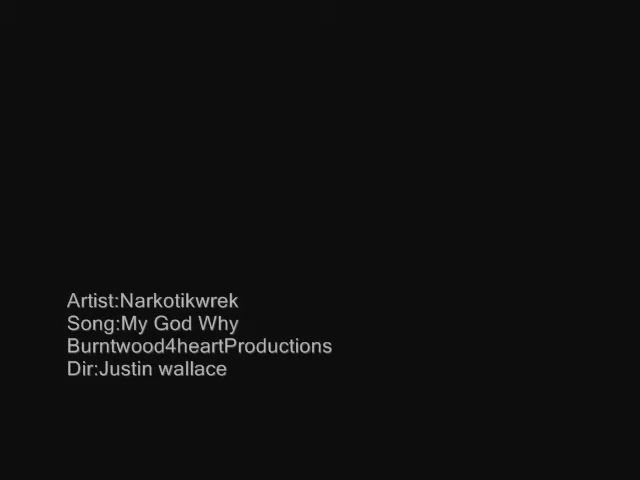 Artist:Narkotikwrek
Song:My God Why
Burntwood4heartProductions
Dir:Justin wallace